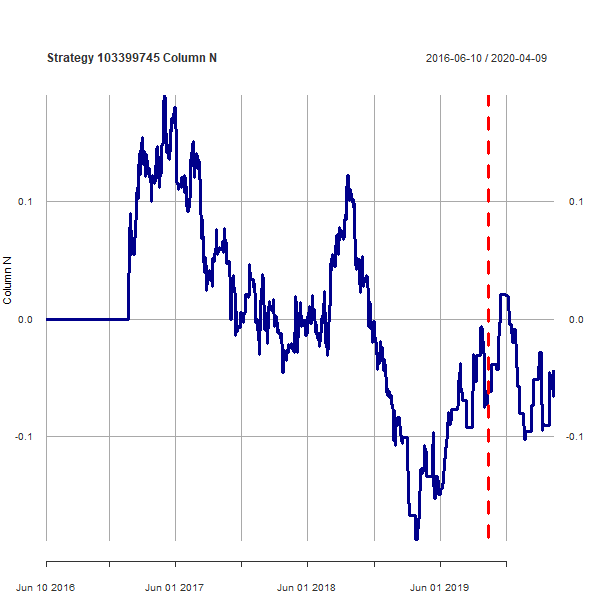 Strategy 103399745 Column N
2016-06-10 / 2020-04-09
Column N
0.1
0.1
0.0
0.0
-0.1
-0.1
Jun 10 2016
Jun 01 2017
Jun 01 2018
Jun 01 2019